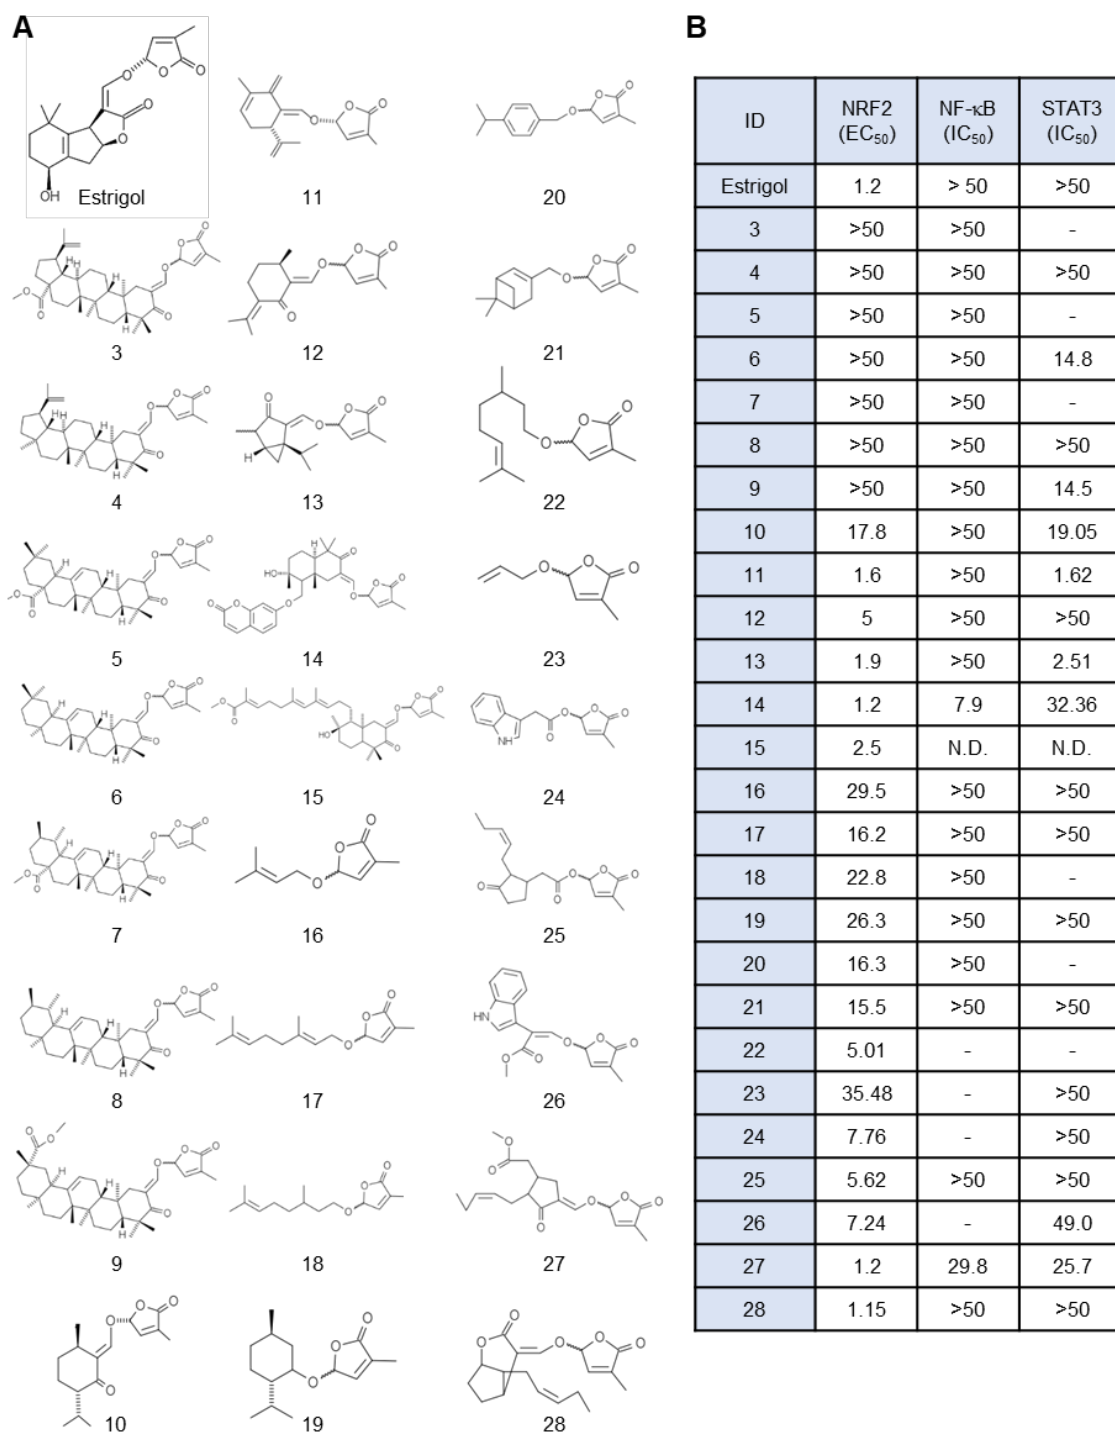 A
Estrigol
OH
O
11
20
3
12
21
4
13
22
5
14
23
6
15
24
7
16
25
8
17
26
9
18
27
10
19
28
B
ID NRF2 (EC50) NF-κB (IC50) STAT3 (IC50)
Estrigol 1.2 > 50 >50
3 >50 >50 -
4 >50 >50 >50
5 >50 >50 -
6 >50 >50 14.8
7 >50 >50 -
8 >50 >50 >50
9 >50 >50 14.5
10 17.8 >50 19.05
11 1.6 >50 1.62
12 5 >50 >50
13 1.9 >50 2.51
14 1.2 7.9 32.36
15 2.5 N.D. N.D.
16 29.5 >50 >50
17 16.2 >50 >50
18 22.8 >50 -
19 26.3 >50 >50
20 16.3 >50 -
21 15.5 >50 >50
22 5.01 - -
23 35.48 - >50
24 7.76 - >50
25 5.62 >50 >50
26 7.24 - 49.0
27 1.2 29.8 25.7
28 1.15 >50 >50